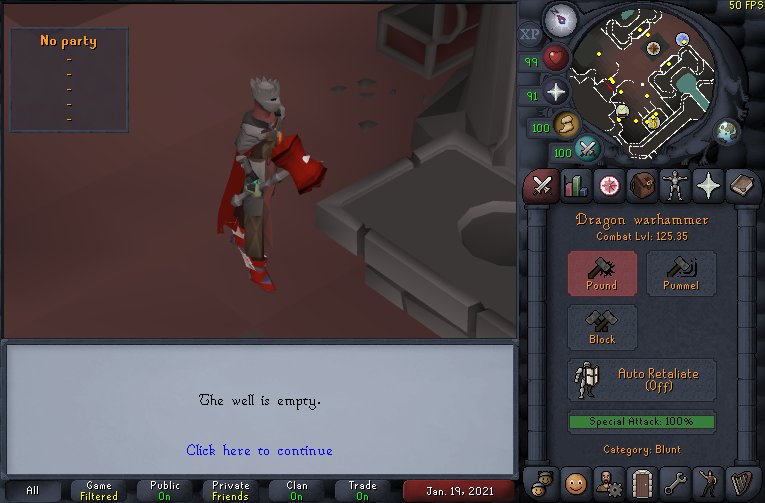 50 FPS
No party
-
-
-
-
-
XP
99
91
100
100
Dragon warhammer
Combat Lvl: 125.35
Pound
Pummel
Block
Auto Retaliate
(Off)
Special Attack: 100%
Category: Blunt
The well is empty.
Click here to continue
All
Game
Filtered
Public
On
Private
Friends
Clan
On
Trade
On
Jan. 19, 2021